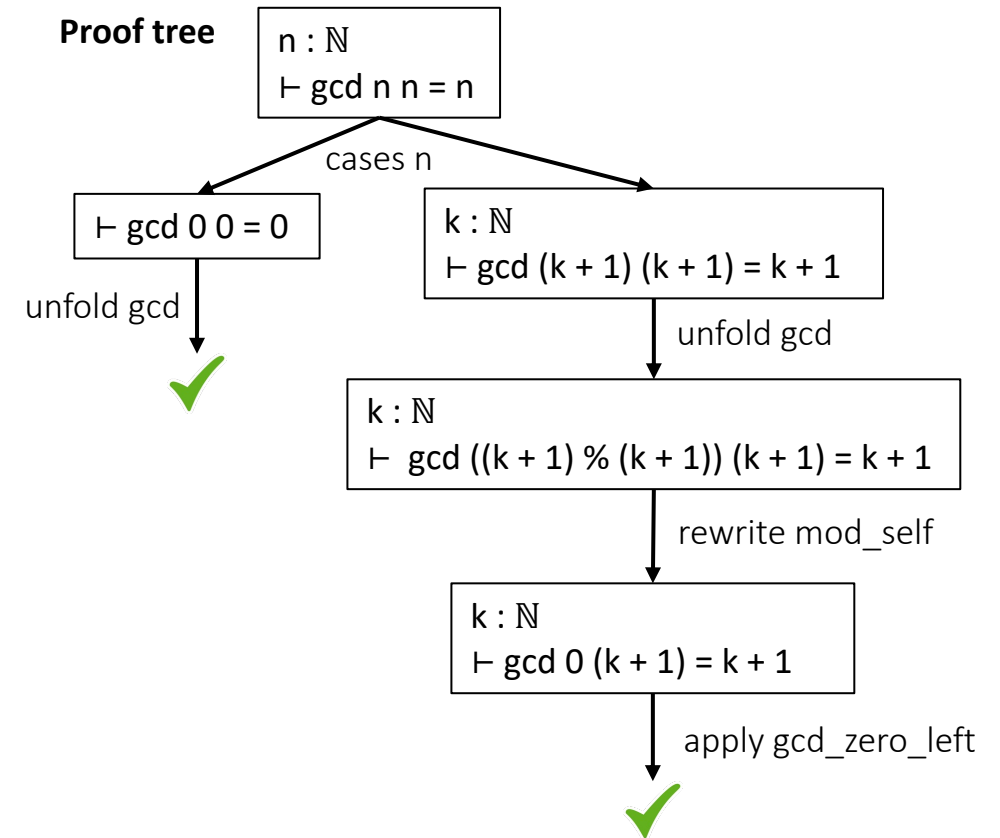 Proof tree
n : ℕ
⊢ gcd n n = n
cases n
⊢ gcd 0 0 = 0
k : ℕ
⊢ gcd (k + 1) (k + 1) = k + 1
unfold gcd
unfold gcd
k : ℕ
⊢ gcd ((k + 1) % (k + 1)) (k + 1) = k + 1
rewrite mod_self
k : ℕ
⊢ gcd 0 (k + 1) = k + 1
apply gcd_zero_left